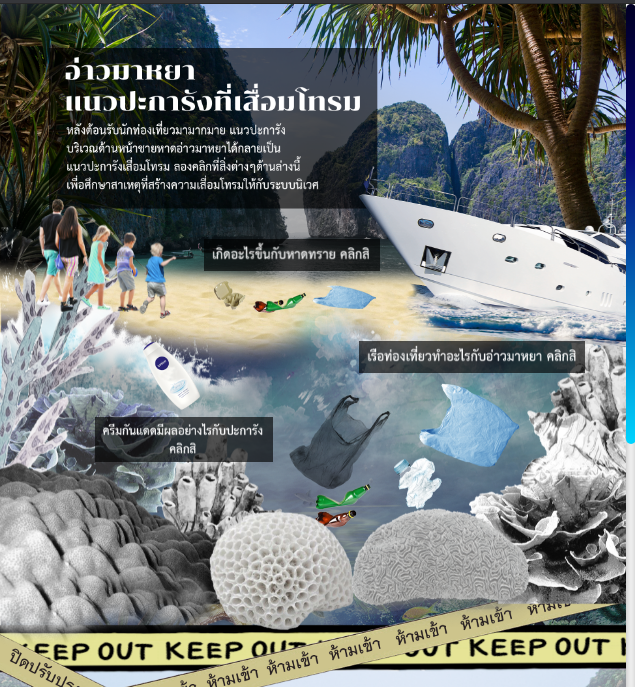 อ่าวมาหยา
แนวปะการังที่เสื่อมโทรม
หลังต้อนรับนักท่องเที่ยวมามากมาย แนวปะการัง
บริเวณด้านหน้าชายหาดอ่าวมาหยาได้กลายเป็น
แนวปะการังเสื่อมโทรม ลองคลิกที่สิ่งต่างๆด้านล่างนี้
เพื่อศึกษาสาเหตุที่สร้างความเสื่อมโทรมให้กับระบบนิเวศ
เกิดอะไรขึ้นกับหาดทราย คลิกสิ
เรือท่องเที่ยวทำอะไรกับอ่าวมาหยา คลิกสิ
NIVEA
ครีมกันแดดมีผลอย่างไรกับปะการัง
คลิกสิ
ห้ามเข้า ห้ามเข้า ห้ามเข้า ห้ามเข้า ห้ามเข้า ห้ามเข้า
KEEP OUT KEEP OUT OUT KEEP OUT
ปิดปรับปรุง